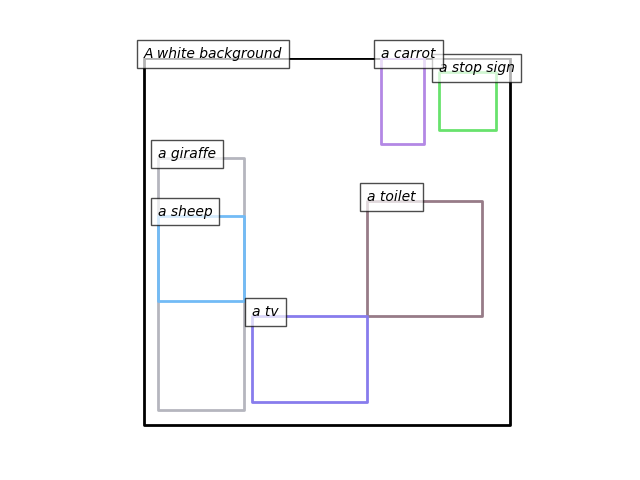 A white background
a carrot
a stop sign
a giraffe
a toilet
a sheep
a tv